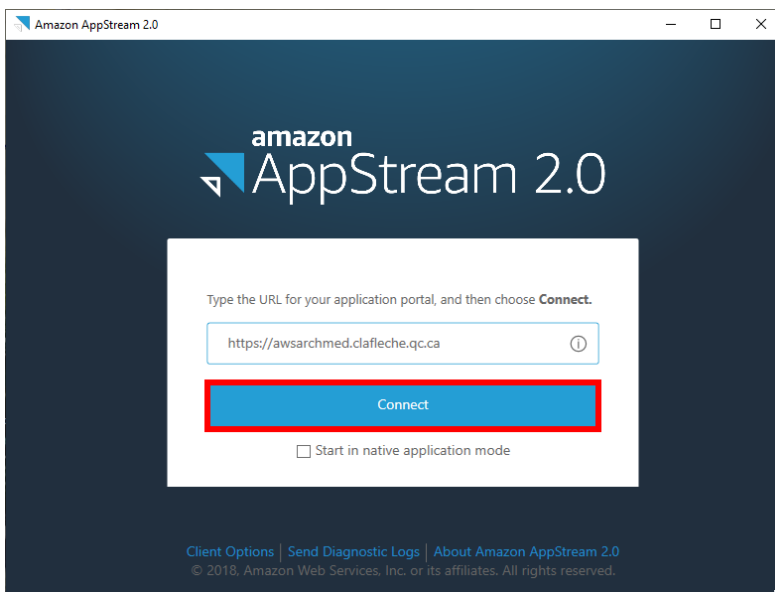 Amazon AppStream 2.0
amazon
AppStream 2.0
Type the URL for your application portal, and then choose Connect.
https://awsarchmed.clafleche.qc.ca
Connect
Start in native application mode
Client Options | Send Diagnostic Logs | About Amazon AppStream 2.0
© 2018, Amazon Web Services, Inc. or its affiliates. All rights reserved.